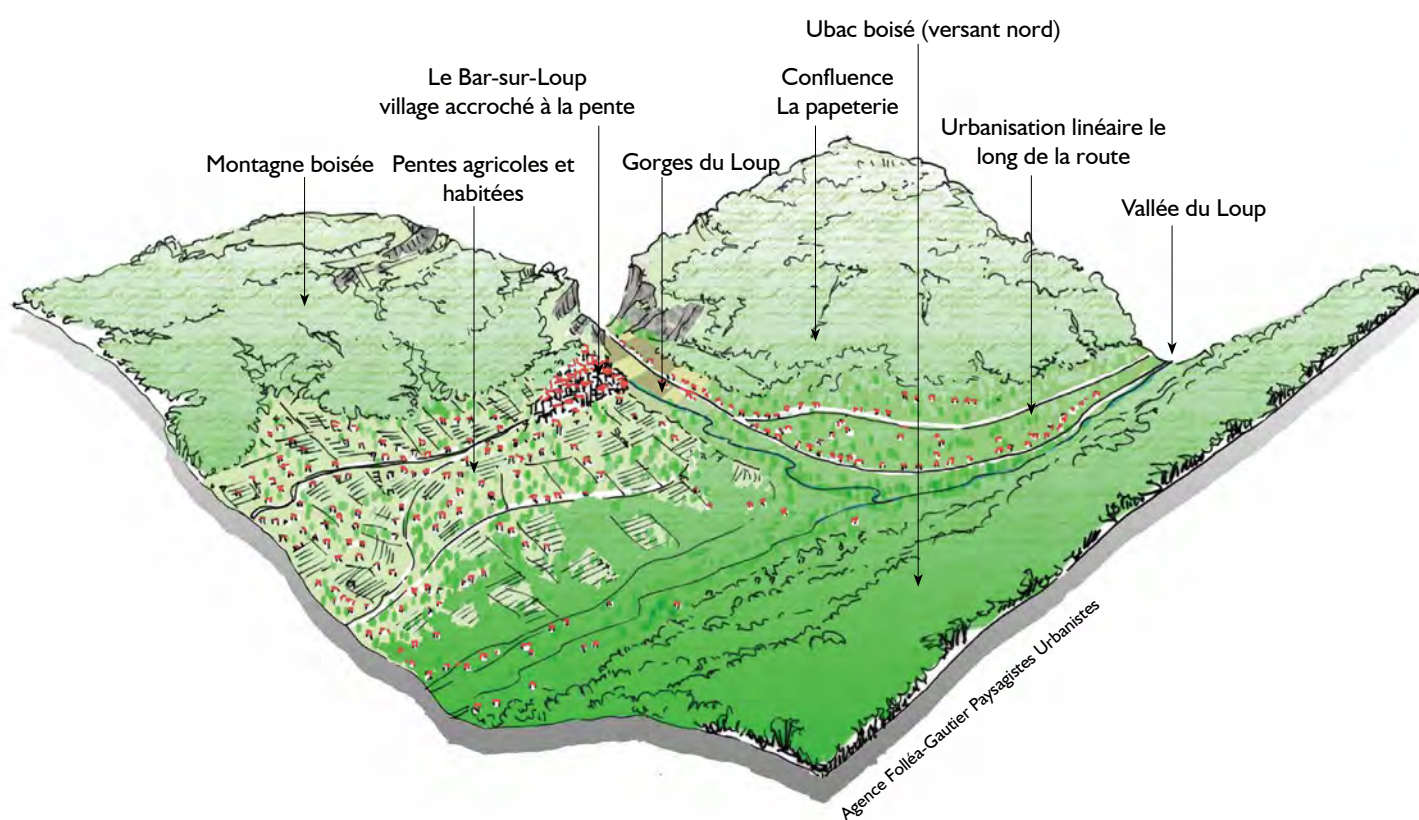 Ubac boisé (versant nord)
Le Bar-sur-Loup
village accroché à la pente
Confluence
La papeterie
Urbanisation linéaire le
long de la route
Montagne boisée
Pentes agricoles et
habitées
Gorges du Loup
Vallée du Loup
Agence Folléa-Gautier Paysagistes Urbanistes